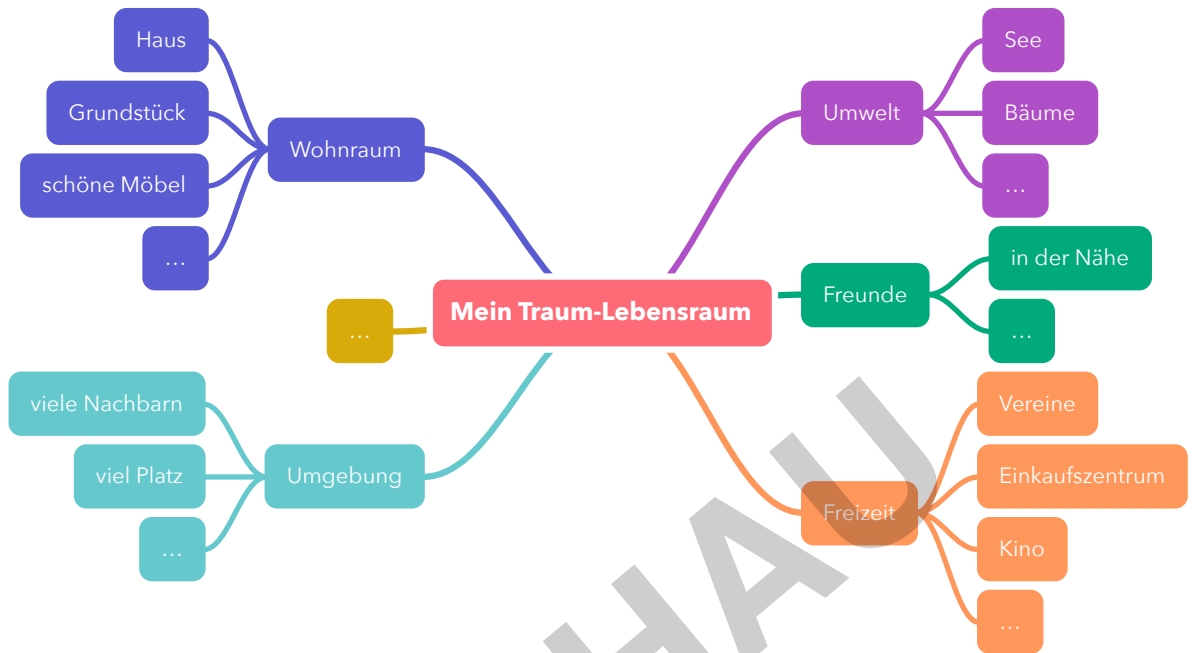 Mein Traum-Lebensraum
Wohnraum
Haus
Grundstück
schöne Möbel
…
…
Umgebung
viele Nachbarn
viel Platz
…
Umwelt
See
Bäume
…
Freunde
in der Nähe
…
Freizeit
Vereine
Einkaufszentrum
Kino
…
HAU